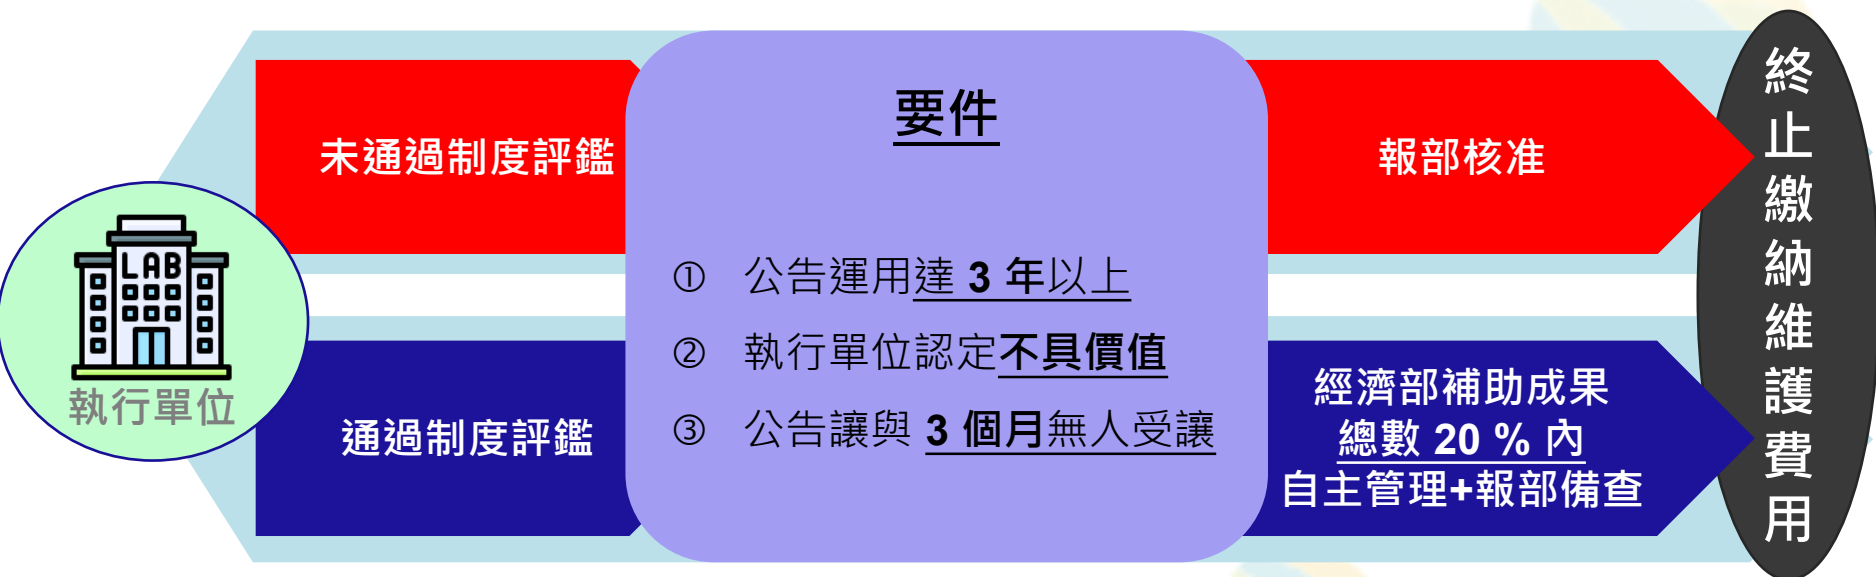 LAB
執行單位
未通過制度評鑑
通過制度評鑑
要件
① 公告運用達 3 年以上
② 執行單位認定不具價值
③ 公告讓與 3 個月無人受讓
報部核准
經濟部補助成果
總數 20 % 內
自主管理+報部備查
終止繳納維護費用